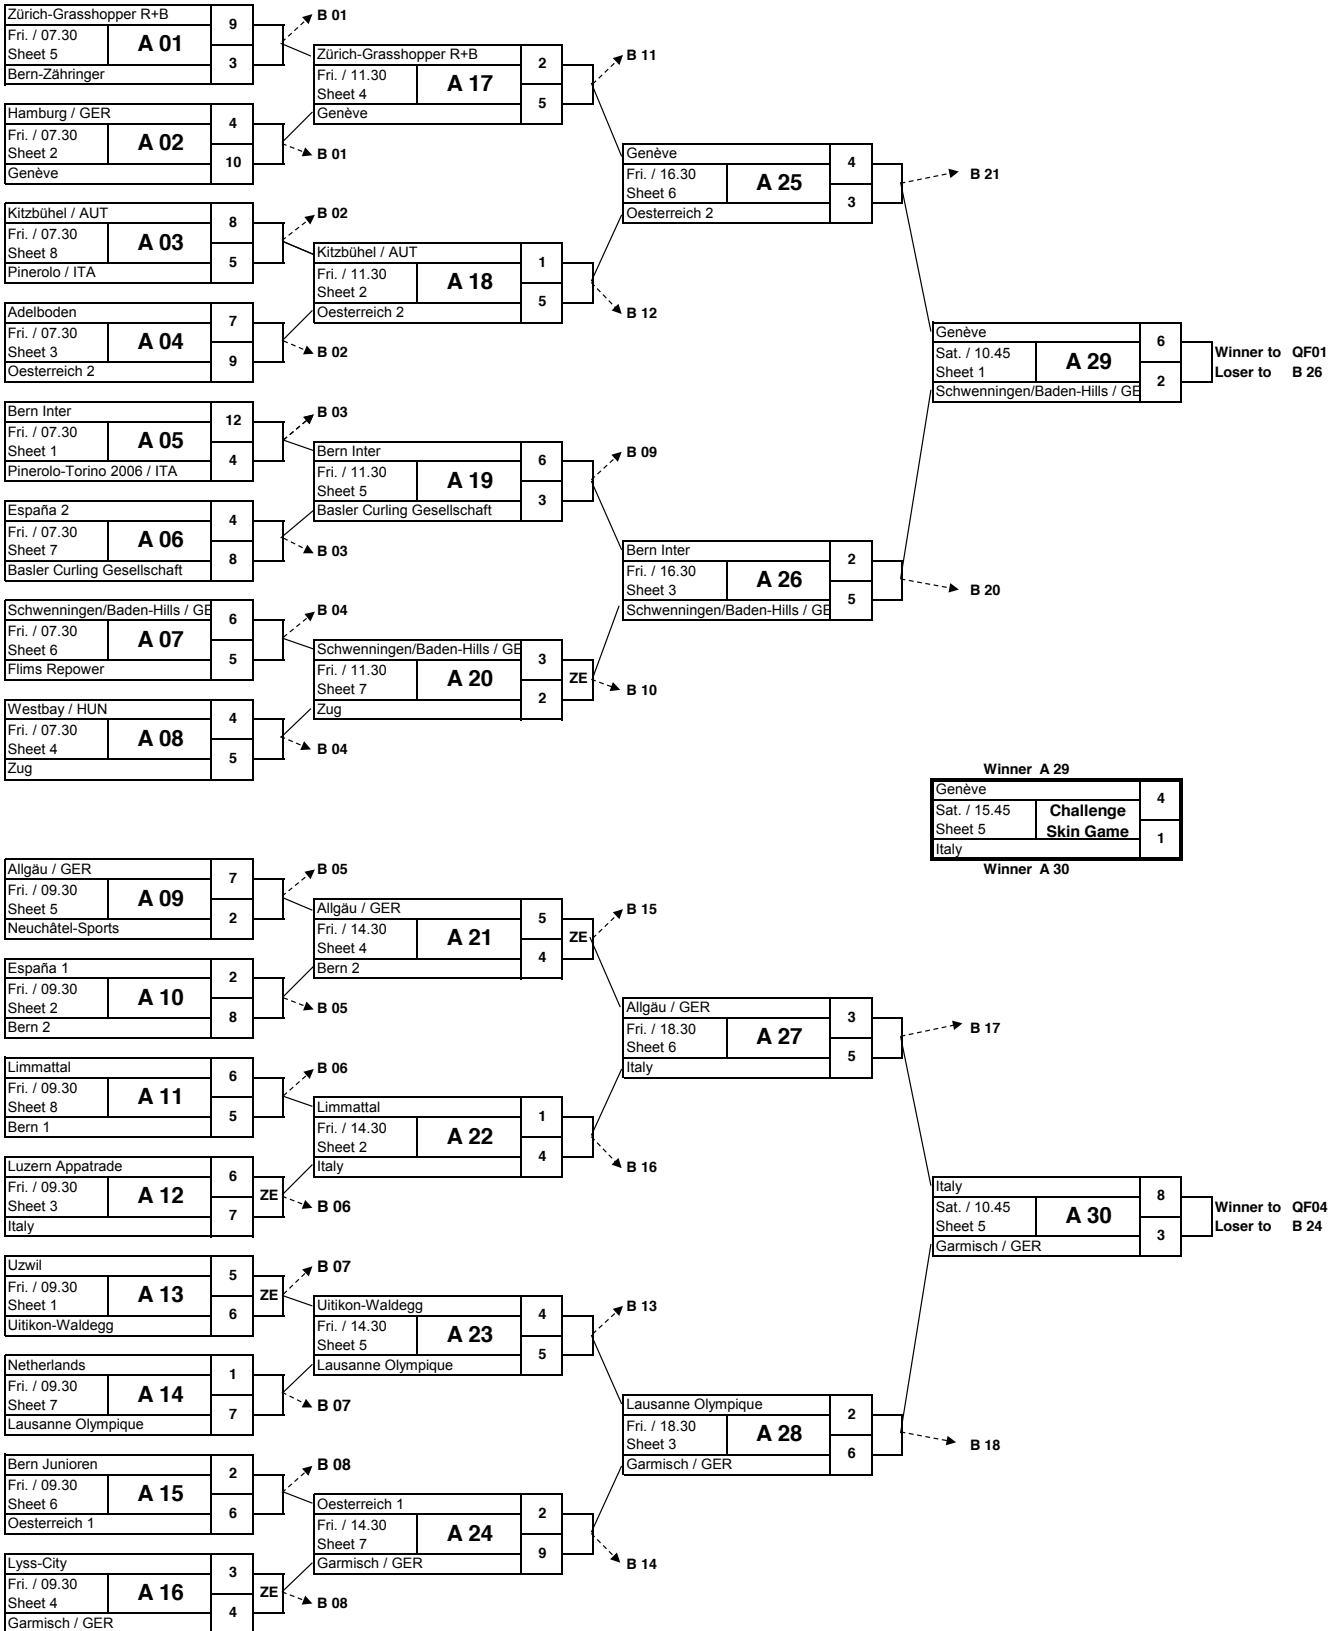 Zürich-Grasshopper R+B
9
Fri. / 07.30
Sheet 5
A 01
3
Bern-Zähringer
B 01
Hamburg / GER
4
Fri. / 07.30
Sheet 2
A 02
10
Genève
B 01
Kitzbühel / AUT
8
Fri. / 07.30
Sheet 8
A 03
5
Pinerolo / ITA
B 02
Adelboden
7
Fri. / 07.30
Sheet 3
A 04
9
Oesterreich 2
B 02
Bern Inter
12
Fri. / 07.30
Sheet 1
A 05
4
Pinerolo-Torino 2006 / ITA
B 03
España 2
4
Fri. / 07.30
Sheet 7
A 06
8
Basler Curling Gesellschaft
B 03
Schwenningen/Baden-Hills / GE
6
Fri. / 07.30
Sheet 6
A 07
5
Flims Repower
B 04
Westbay / HUN
4
Fri. / 07.30
Sheet 4
A 08
5
Zug
B 04
Zürich-Grasshopper R+B
2
Fri. / 11.30
Sheet 4
A 17
5
Genève
B 11
Kitzbühel / AUT
1
Fri. / 11.30
Sheet 2
A 18
5
Oesterreich 2
B 12
Bern Inter
6
Fri. / 11.30
Sheet 5
A 19
3
Basler Curling Gesellschaft
B 09
Schwenningen/Baden-Hills / GE
3
Fri. / 11.30
Sheet 7
A 20
ZE
2
Zug
B 10
Genève
4
Fri. / 16.30
Sheet 6
A 25
3
Oesterreich 2
B 21
Bern Inter
2
Fri. / 16.30
Sheet 3
A 26
5
Schwenningen/Baden-Hills / GE
B 20
Genève
6
Sat. / 10.45
Sheet 1
A 29
2
Schwenningen/Baden-Hills / GE
Winner to QF01
Loser to B 26
Winner A 29
Genève
4
Sat. / 15.45
Sheet 5
Challenge
Skin Game
1
Italy
Winner A 30
Allgäu / GER
7
Fri. / 09.30
Sheet 5
A 09
2
Neuchâtel-Sports
B 05
España 1
2
Fri. / 09.30
Sheet 2
A 10
8
Bern 2
B 05
Limmattal
6
Fri. / 09.30
Sheet 8
A 11
5
Bern 1
B 06
Luzern Appatrade
6
Fri. / 09.30
Sheet 3
A 12
ZE
7
Italy
B 06
Uzwil
5
Fri. / 09.30
Sheet 1
A 13
ZE
6
Uitikon-Waldegg
B 07
Netherlands
1
Fri. / 09.30
Sheet 7
A 14
7
Lausanne Olympique
B 07
Bern Junioren
2
Fri. / 09.30
Sheet 6
A 15
6
Oesterreich 1
B 08
Lyss-City
3
Fri. / 09.30
Sheet 4
A 16
ZE
4
Garmisch / GER
B 08
Allgäu / GER
5
Fri. / 14.30
Sheet 4
A 21
ZE
4
Bern 2
B 15
Limmattal
1
Fri. / 14.30
Sheet 2
A 22
4
Italy
B 16
Uitikon-Waldegg
4
Fri. / 14.30
Sheet 5
A 23
5
Lausanne Olympique
B 13
Oesterreich 1
2
Fri. / 14.30
Sheet 7
A 24
9
Garmisch / GER
B 14
Allgäu / GER
3
Fri. / 18.30
Sheet 6
A 27
5
Italy
B 17
Lausanne Olympique
2
Fri. / 18.30
Sheet 3
A 28
6
Garmisch / GER
B 18
Italy
8
Sat. / 10.45
Sheet 5
A 30
3
Garmisch / GER
Winner to QF04
Loser to B 24